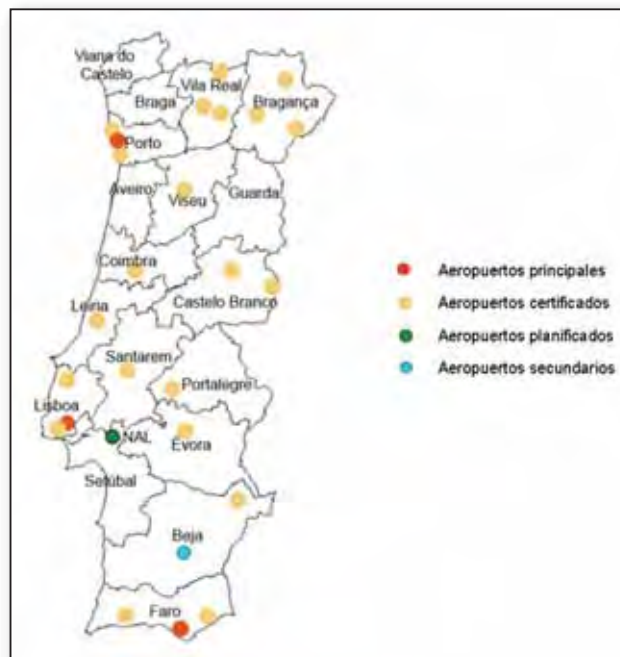 Viana do
Castelo
Vila Real
Braga
Bragança
Porto
Aveiro
Viseu
Guarda
Coimbra
Castelo Branco
Leiria
Santarem
Portalegre
Lisboa
NAL
Evora
Setúbal
Beja
Faro
Aeropuertos principales
Aeropuertos certificados
Aeropuertos planificados
Aeropuertos secundarios